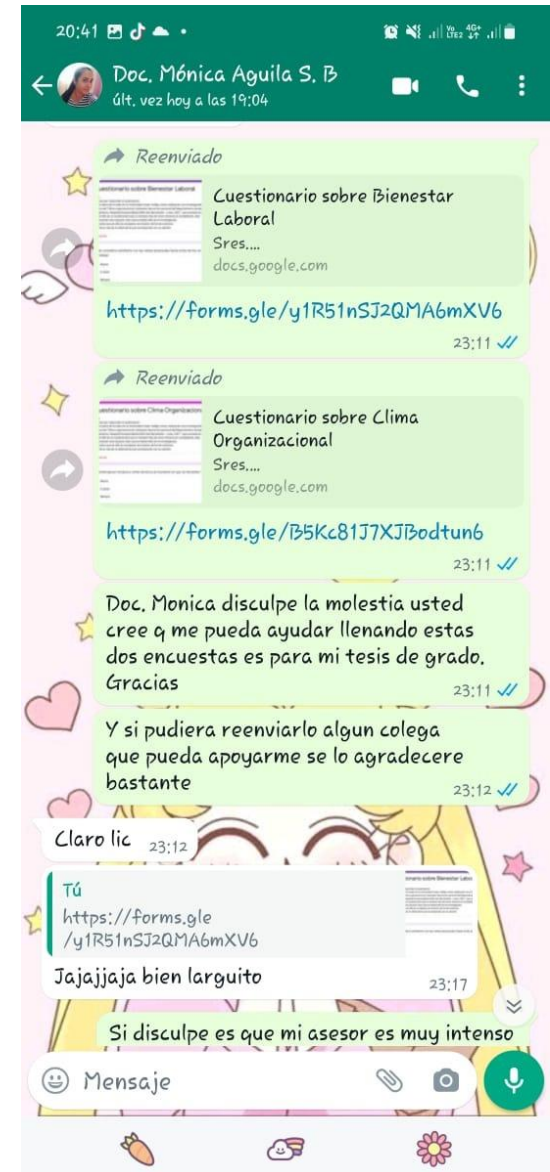 20:41
Vo LTE2 4G+
Doc. Mónica Aguila S. B
últ. vez hoy a las 19:04
Reenviado
Cuestionario sobre Bienestar
Laboral
Sres....
docs.google.com
https://forms.gle/y1R51nSJ2QMA6mXV6
23:11
Reenviado
Cuestionario sobre Clima
Organizacional
Sres....
docs.google.com
https://forms.gle/B5Kc81J7XJBodtun6
23:11
Doc. Monica disculpe la molestia usted
cree q me pueda ayudar llenando estas
dos encuestas es para mi tesis de grado.
Gracias
23:11
Y si pudiera reenviarlo algun colega
que pueda apoyarme se lo agradecere
bastante
23:12
Claro lic 23:12
Tú
https://forms.gle
/y1R51nSJ2QMA6mXV6
Jajajjaja bien larguito
23:17
Si disculpe es que mi asesor es muy intenso
Mensaje